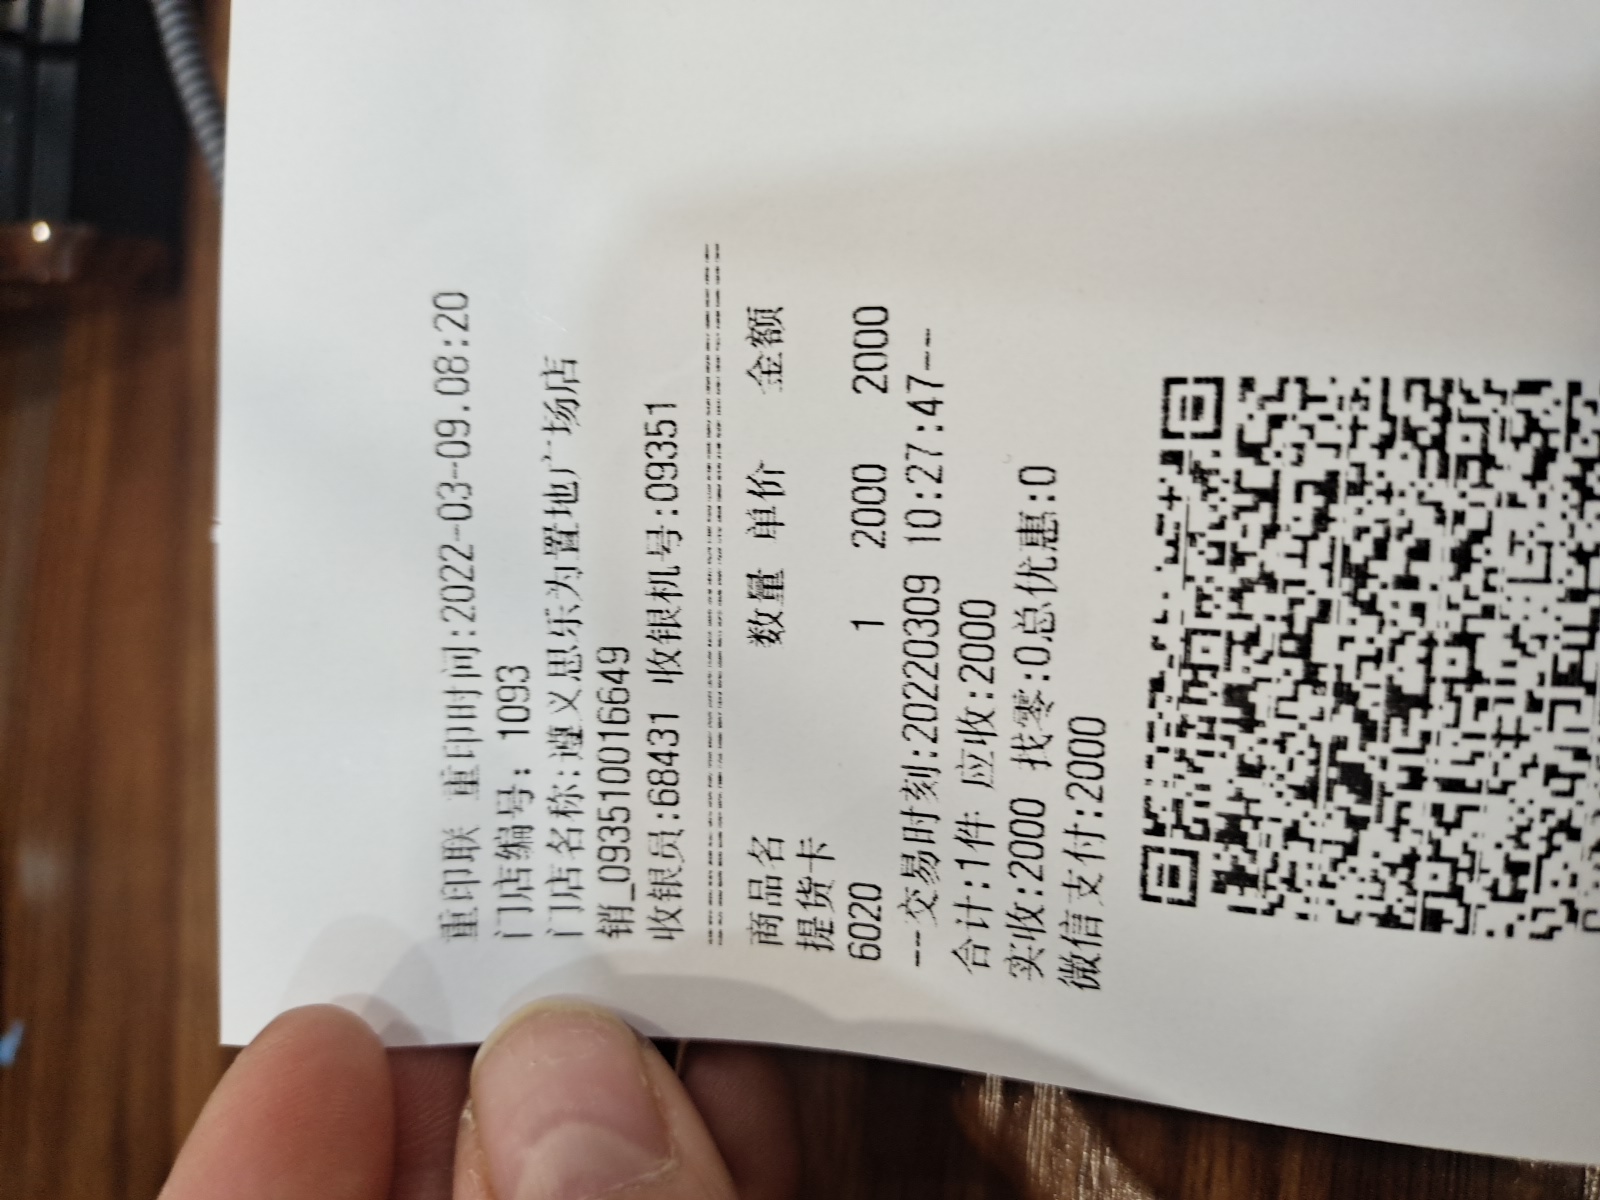 重印联 重印时间:2022-03-09.08:20
门店编号: 1093
门店名称:遵义思乐为置地广场店
销_0935100016649
收银员:68431 收银机号:09351
商品名 数量 单价 金额
提货卡
6020 1 2000 2000
---交易时刻:20220309 10:27:47--
合计:1件 应收:2000
实收:2000 找零:0总优惠:0
微信支付:2000